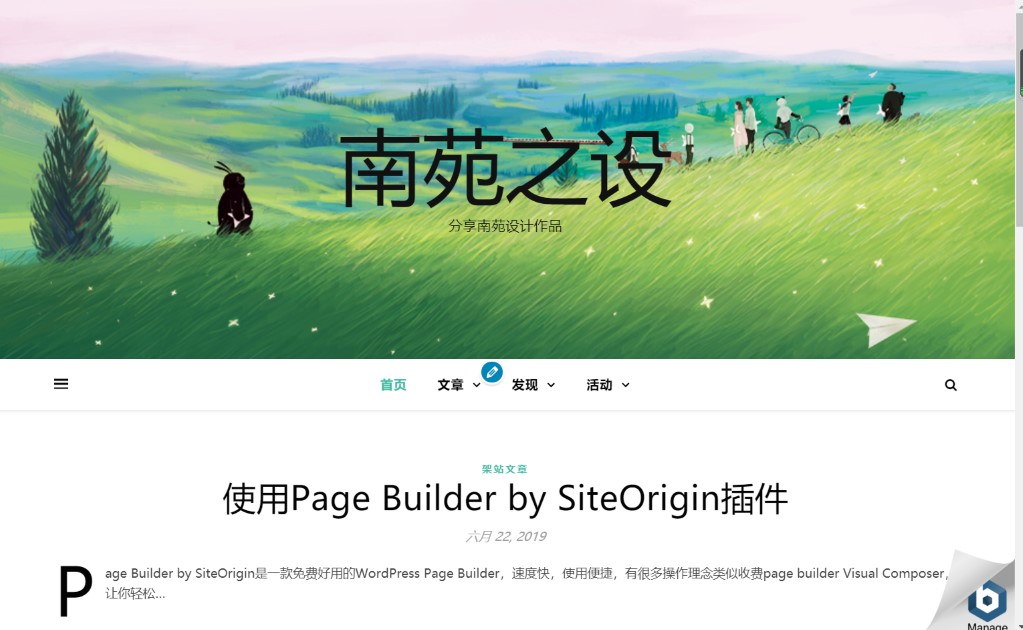 南苑之设
分享南苑设计作品
首页 文章 发现 活动
架站文章
使用Page Builder by SiteOrigin插件
六月 22, 2019
Page Builder by SiteOrigin是一款免费好用的WordPress Page Builder，速度快，使用便捷，有很多操作理念类似收费page builder Visual Composer，
让你轻松...
Manage